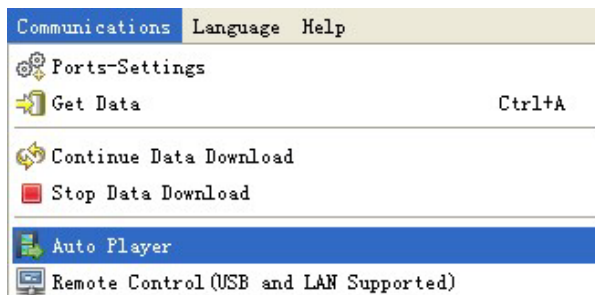 Communications Language Help
Ports-Settings
Get Data Ctrl+A
Continue Data Download
Stop Data Download
Auto Player
Remote Control(USB and LAN Supported)